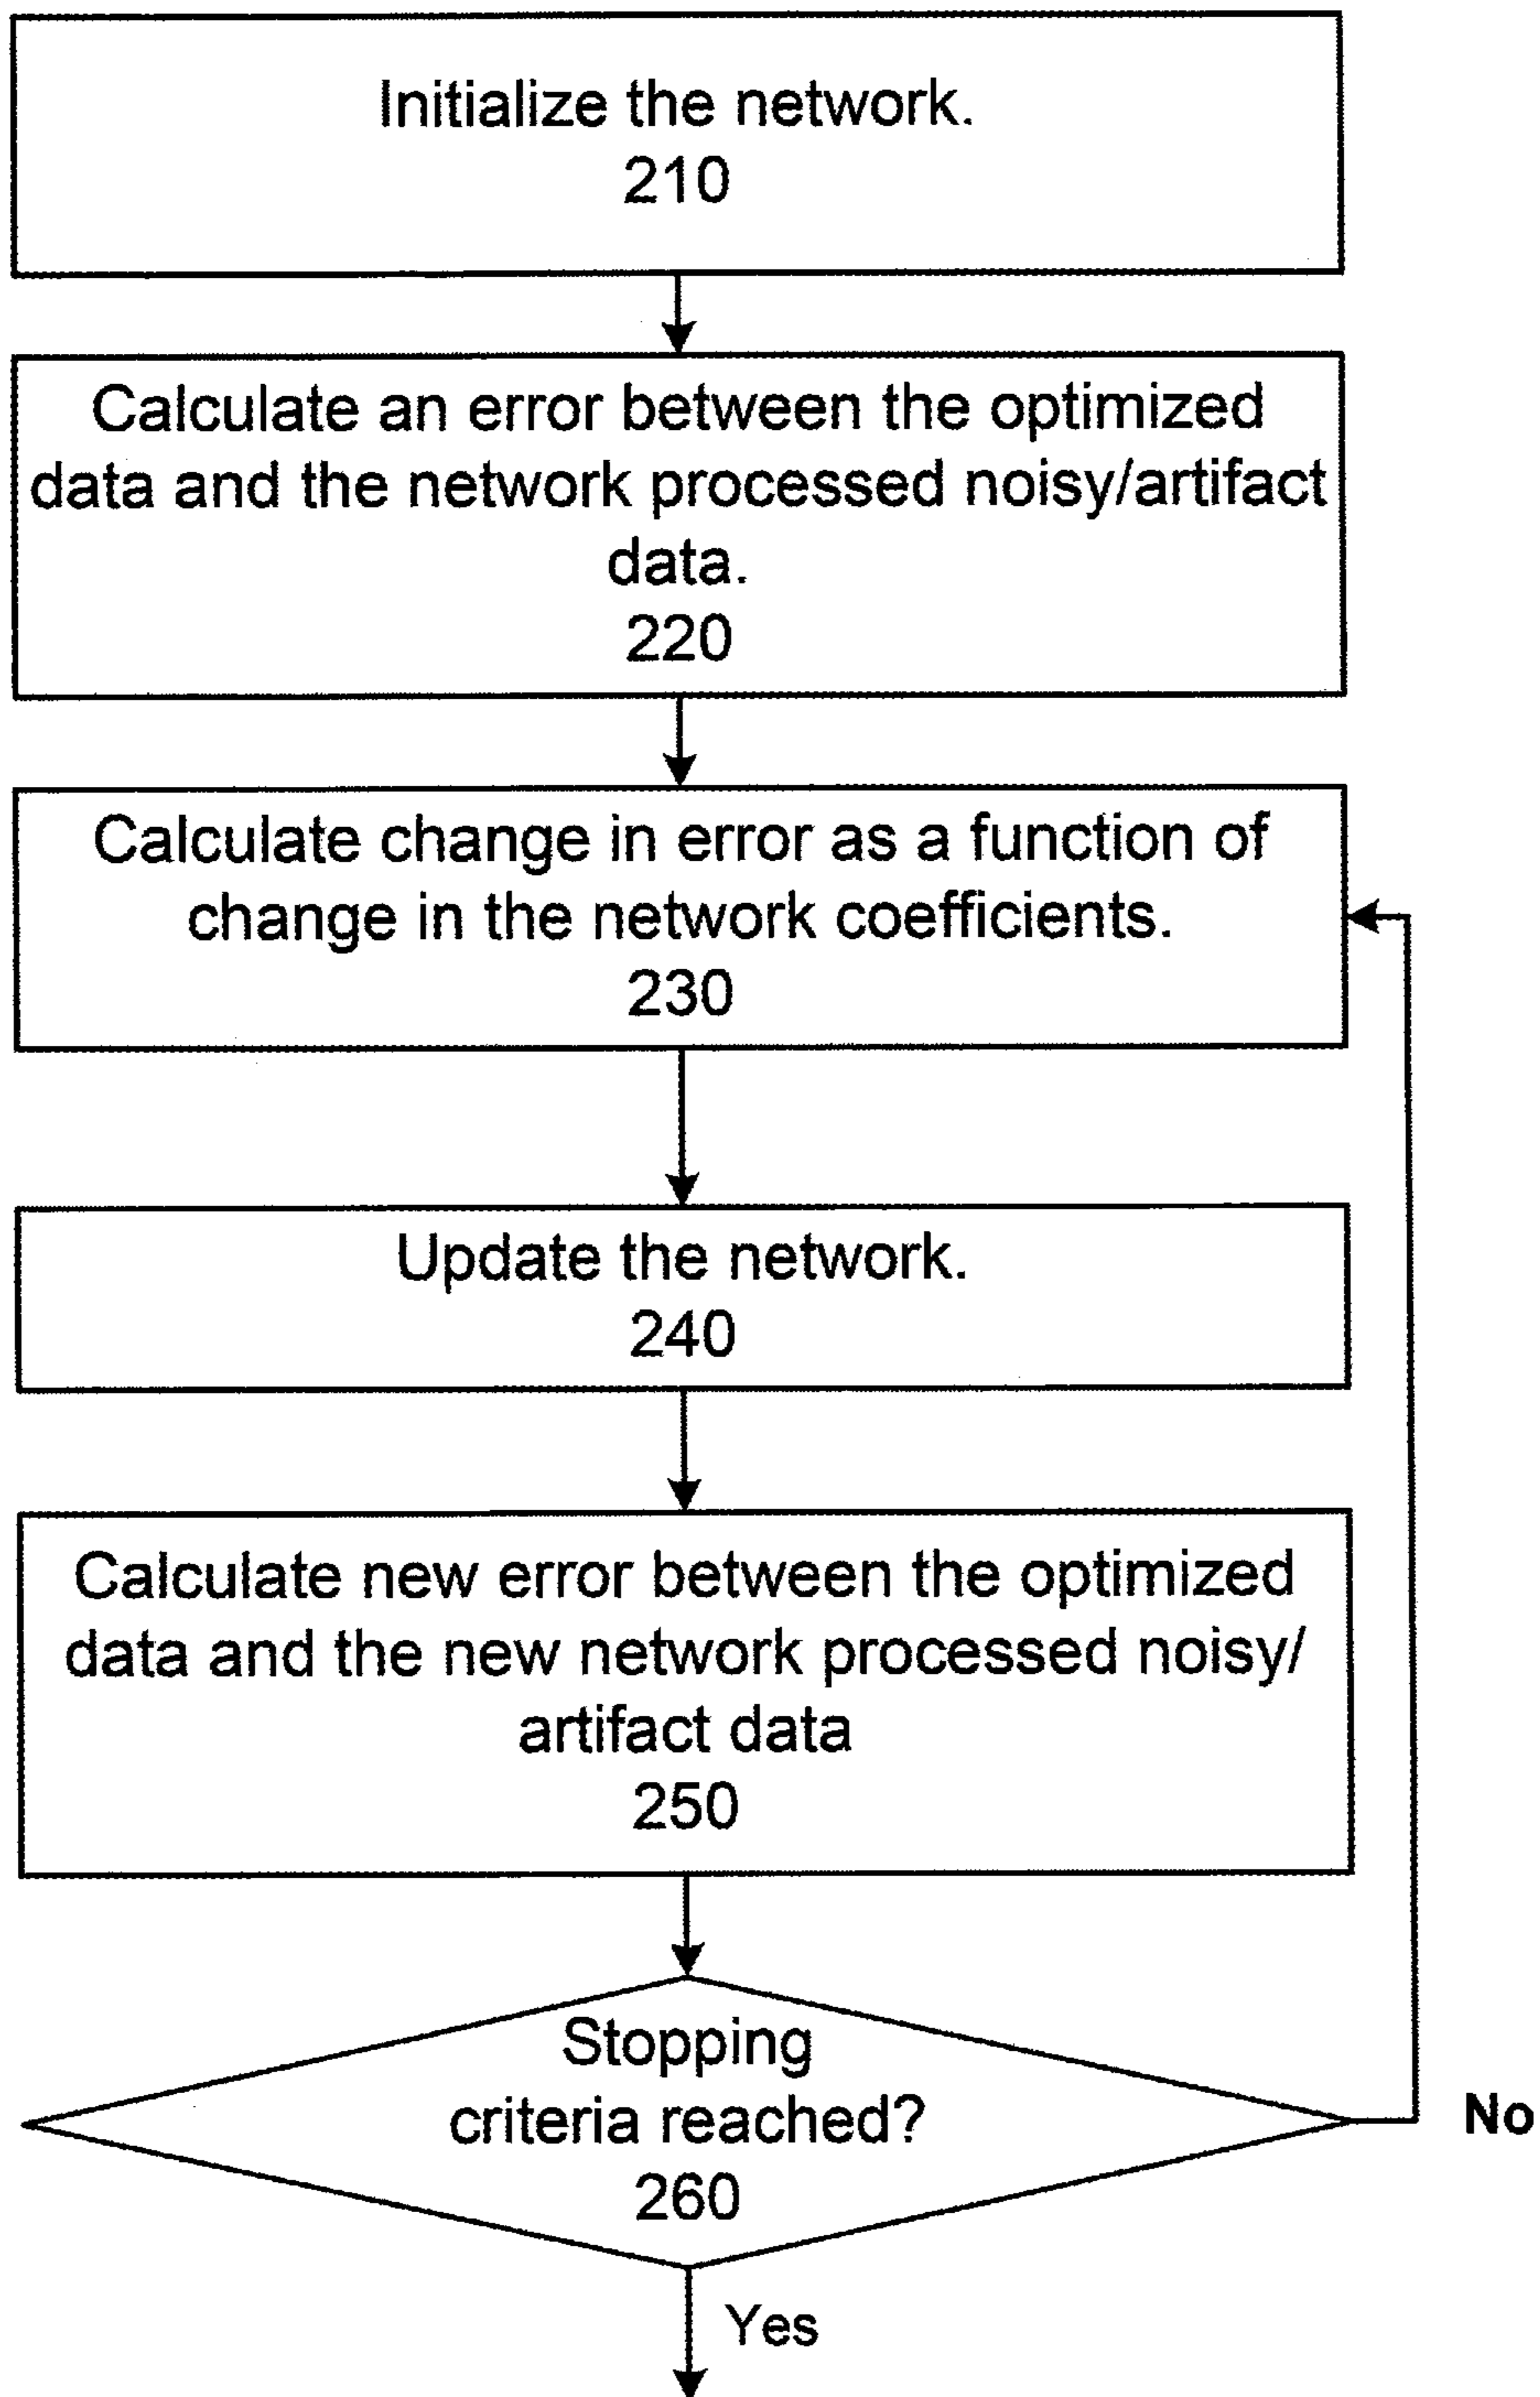 Initialize the network.
210
Calculate an error between the optimized
data and the network processed noisy/artifact
data.
220
Calculate change in error as a function of
change in the network coefficients.
230
Update the network.
240
Calculate new error between the optimized
data and the new network processed noisy/
artifact data
250
Stopping
criteria reached?
260
No
Yes